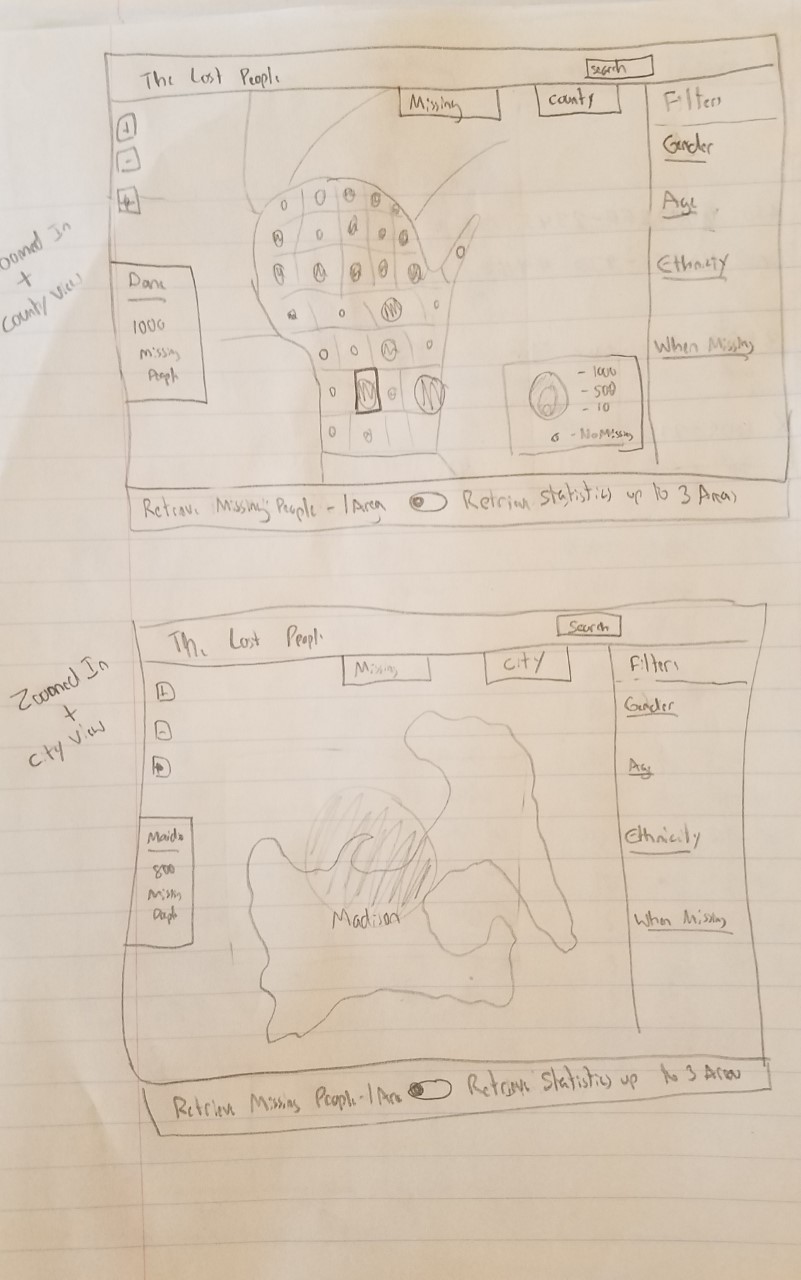 The Lost People
search
Missing
county
Filters
+
-
Gender
Age
Ethnicity
When Missing
Zoomed In
+
County View
Dane
1000
Missing
People
- 1000
- 500
- 10
- No Missing
Retrieve Missing People - 1 Area
Retrieve Statistics up to 3 Areas
The Lost People
Search
Missing
City
Filters
+
-
Gender
Age
Ethnicity
When Missing
Zoomed In
+
City View
800
Missing
Madison
Retrieve Missing People - 1 Area
Retrieve Statistics up to 3 Areas